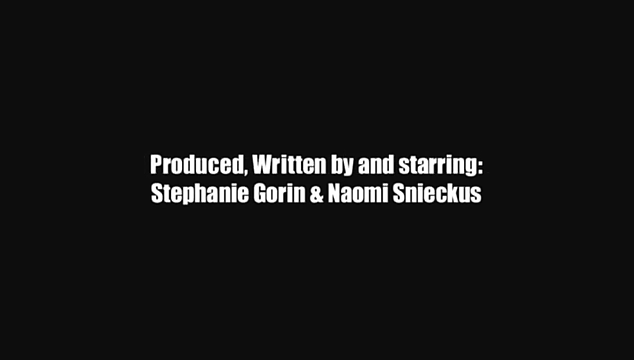 Produced, Written by and starring:
Stephanie Gorin & Naomi Snieckus